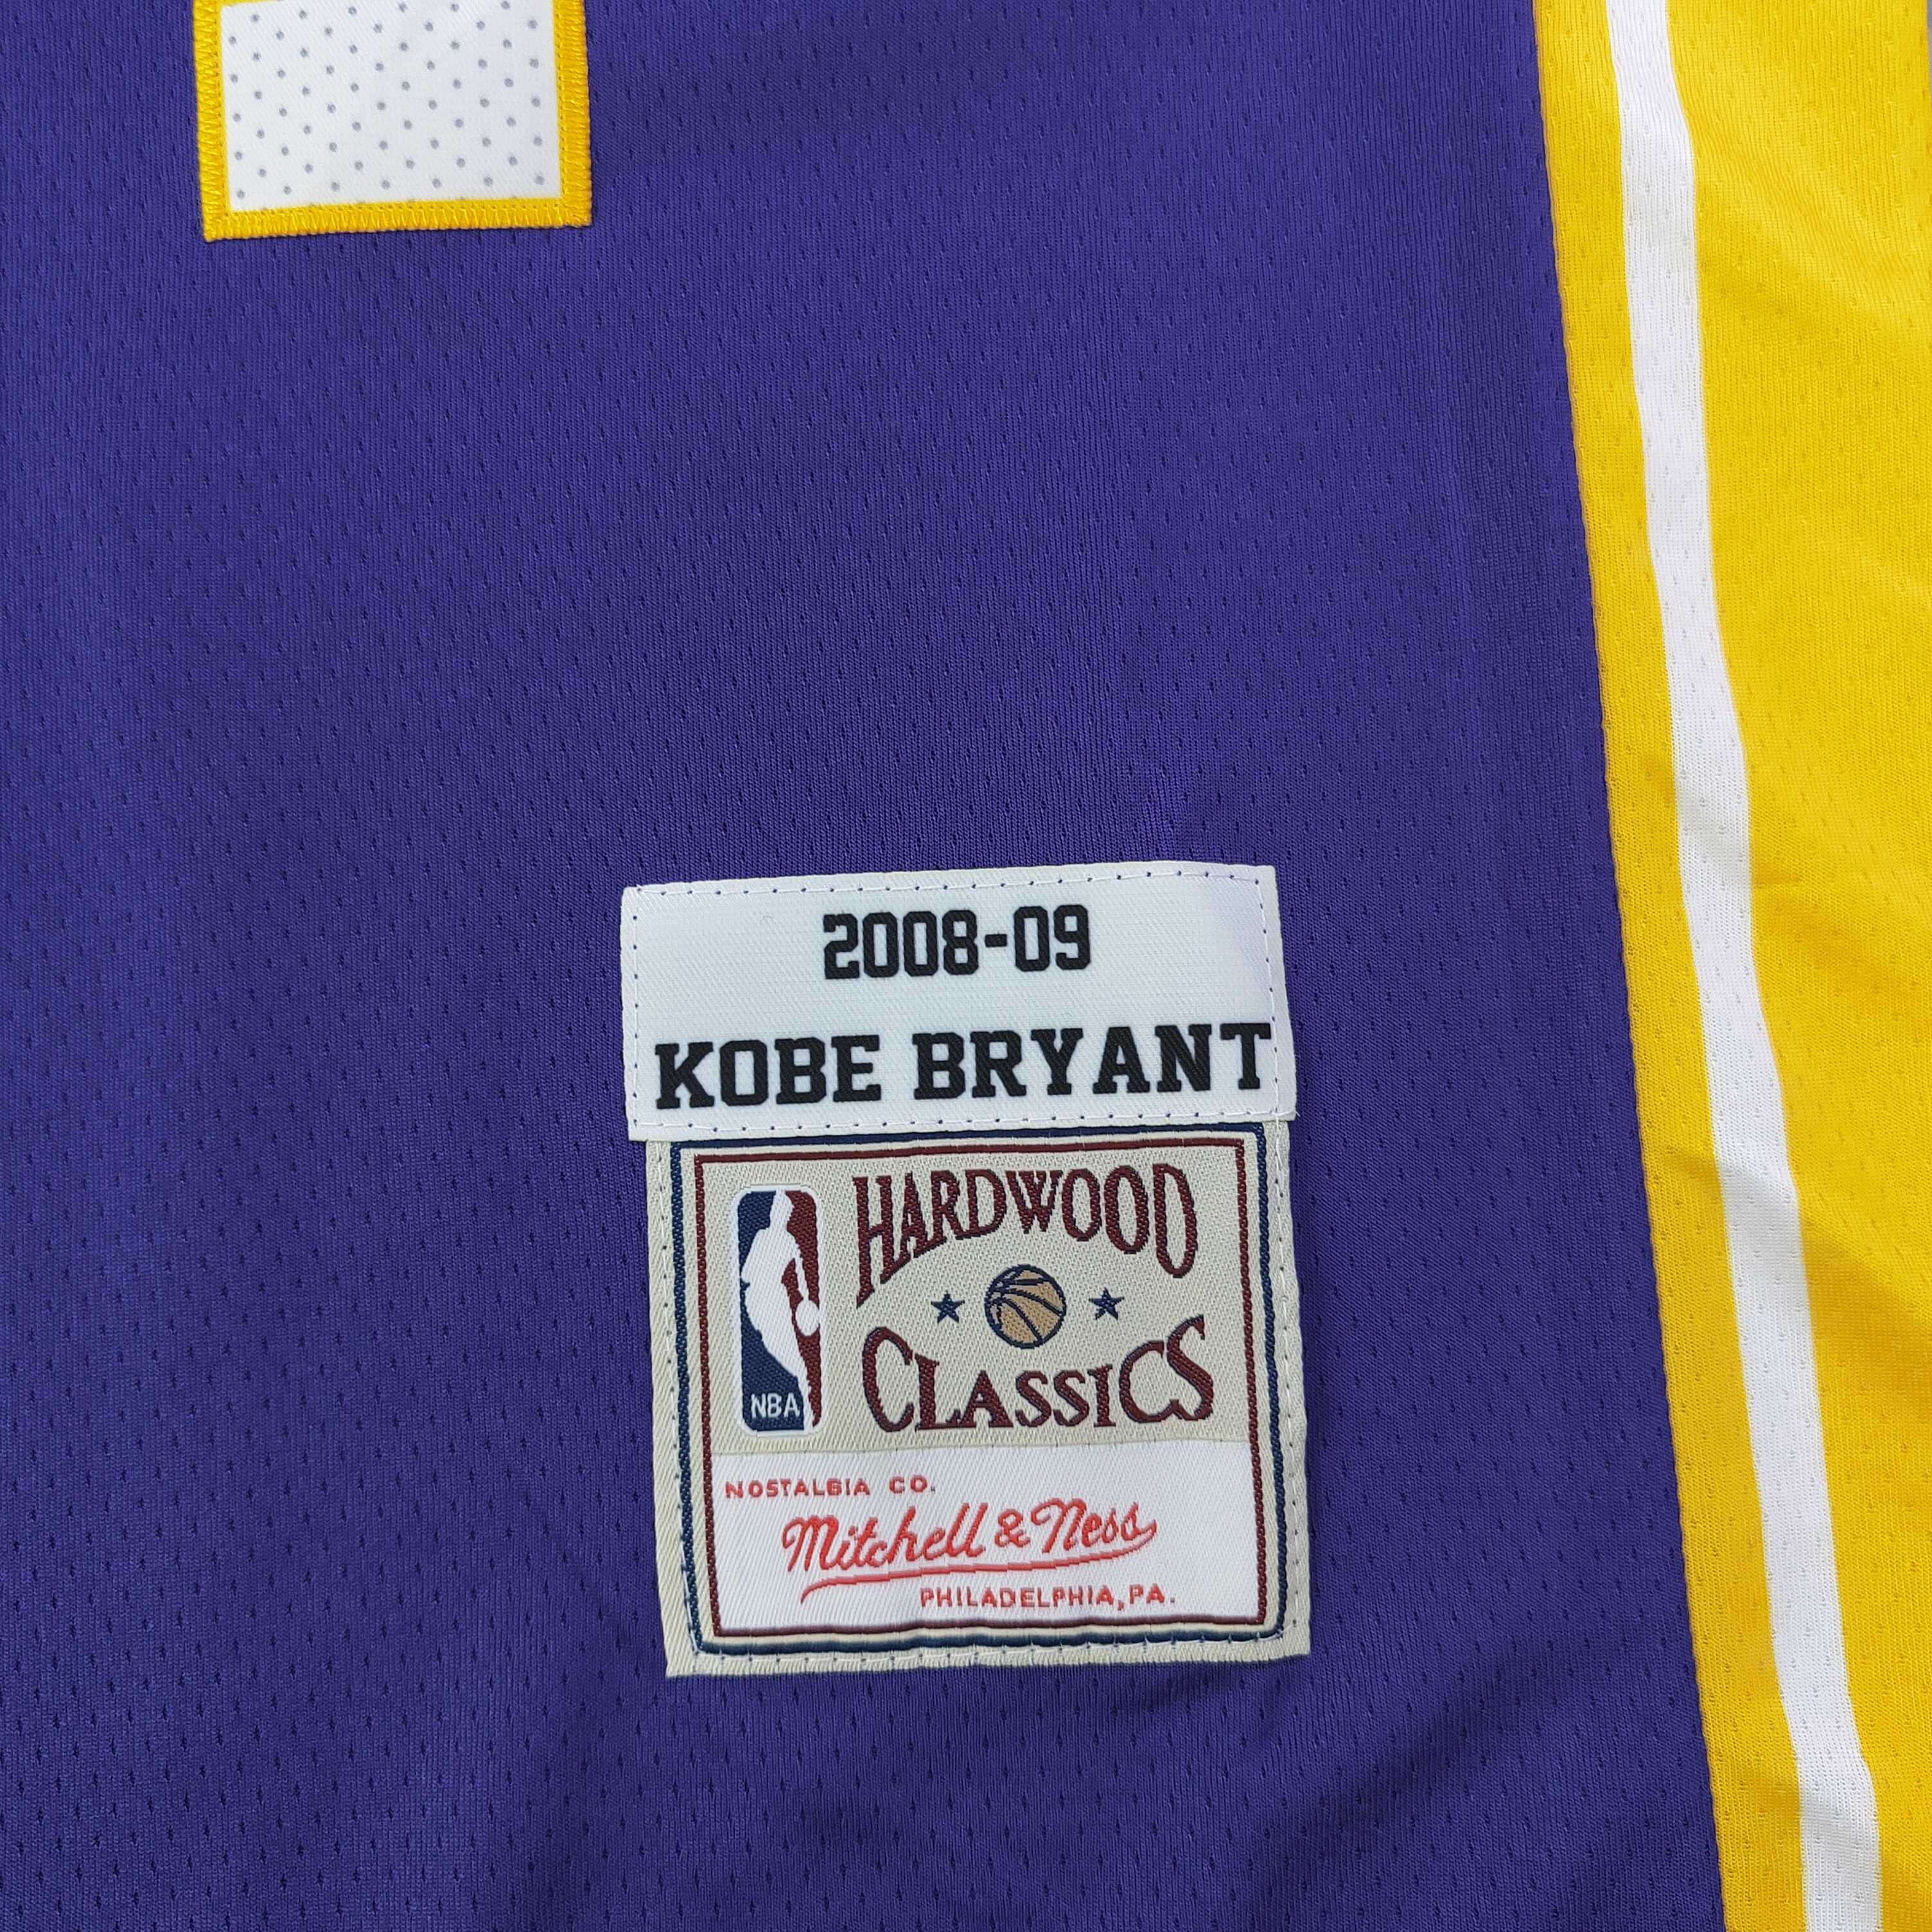 2008-09
KOBE BRYANT
HARDWOOD
CLASSICS
NBA
NOSTALGIA CO.
Mitchell & Ness
PHILADELPHIA, PA.